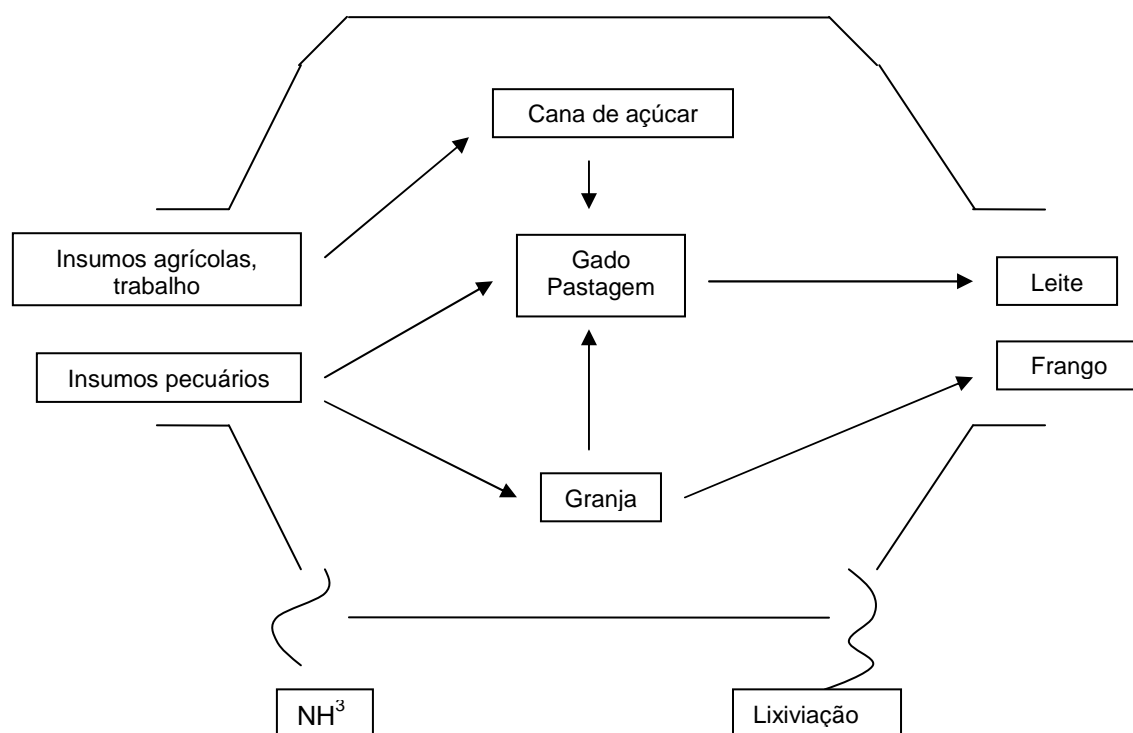 Cana de açúcar
Insumos agrícolas,
trabalho
Gado
Pastagem
Leite
Insumos pecuários
Frango
Granja
NH³
Lixiviação